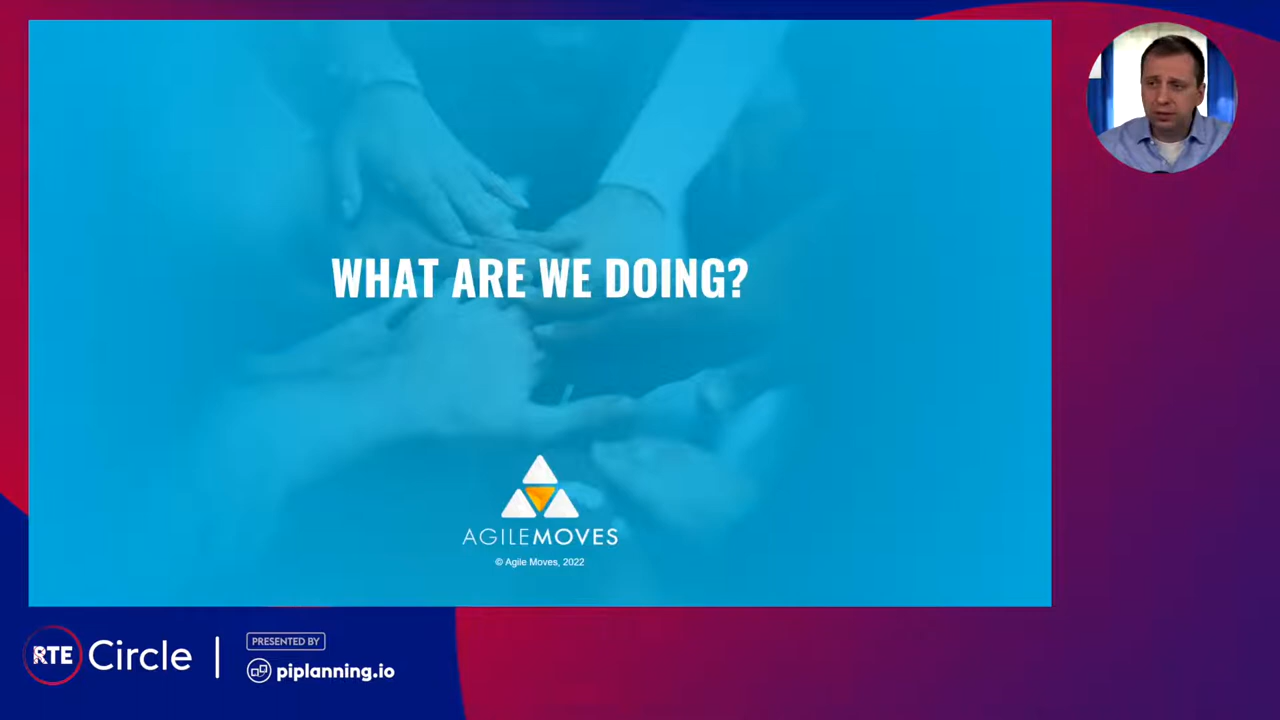 WHAT ARE WE DOING?
AGILEMOVES
© Agile Moves, 2022
RTE Circle
PRESENTED BY
piplanning.io